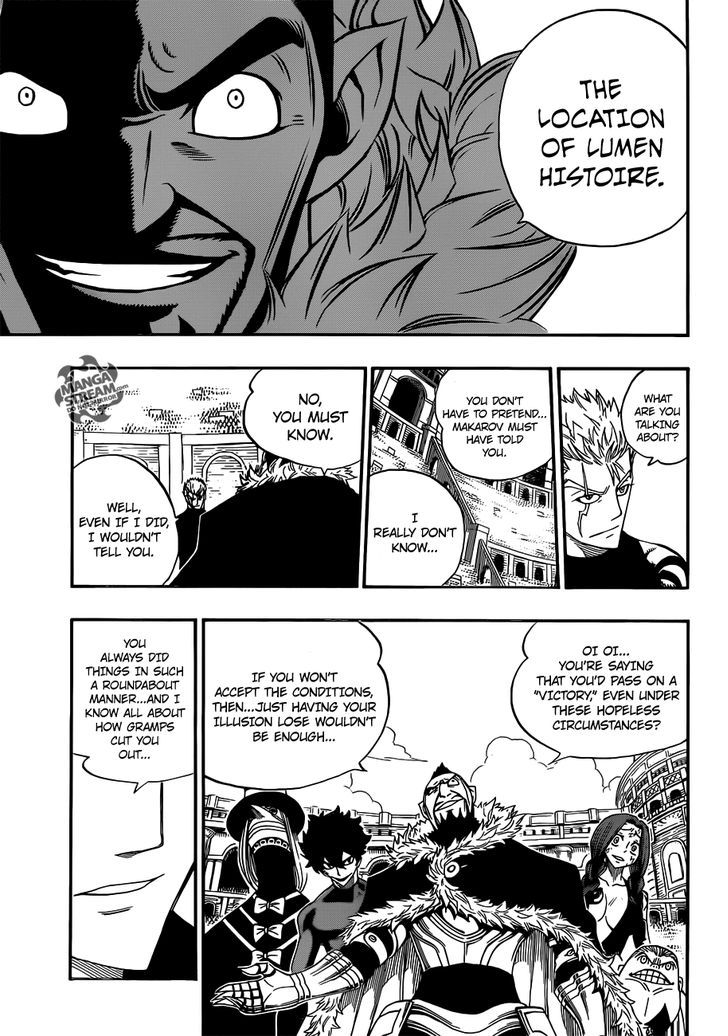 THE
LOCATION
OF LUMEN
HISTOIRE.
WHAT
ARE YOU
TALKING
ABOUT?
YOU DON'T
HAVE TO PRETEND...
MAKAROV MUST
HAVE TOLD
YOU.
I
REALLY DON'T
KNOW...
NO,
YOU MUST
KNOW.
WELL,
EVEN IF I DID,
I WOULDN'T
TELL YOU.
MANGA
STREAM.com
OI OI...
YOU'RE SAYING
THAT YOU'D PASS ON A
"VICTORY," EVEN UNDER
THESE HOPELESS
CIRCUMSTANCES?
IF YOU WON'T
ACCEPT THE CONDITIONS,
THEN...JUST HAVING YOUR
ILLUSION LOSE WOULDN'T
BE ENOUGH...
YOU
ALWAYS DID
THINGS IN SUCH
A ROUNDABOUT
MANNER...AND I
KNOW ALL ABOUT
HOW GRAMPS
CUT YOU
OUT...